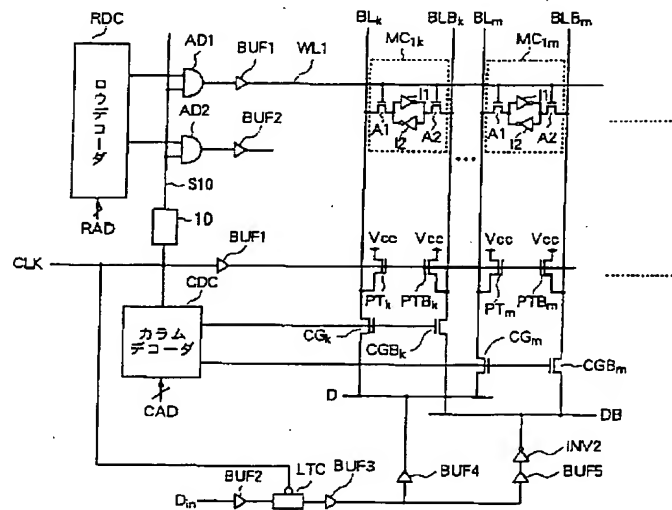 RDC
AD1
BUF1
WL1
BLk
BLBk
BLm
BLBm
MC1k
MC1m
ロウデコーダ
I1
I1
A1
I2
A2
A1
I2
A2
AD2
BUF2
S10
RAD
10
CLK
BUF1
Vcc
Vcc
Vcc
Vcc
PTk
PTBk
PTm
PTBm
CDC
カラム
デコーダ
CGk
CGBk
CGm
CGBm
CAD
D
DB
INV2
BUF2
LTC
BUF3
BUF4
BUF5
Din